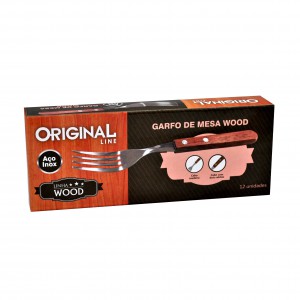 ORIGINAL
LINE
Aço
Inox
LINHA
WOOD
GARFO DE MESA WOOD
12 unidades